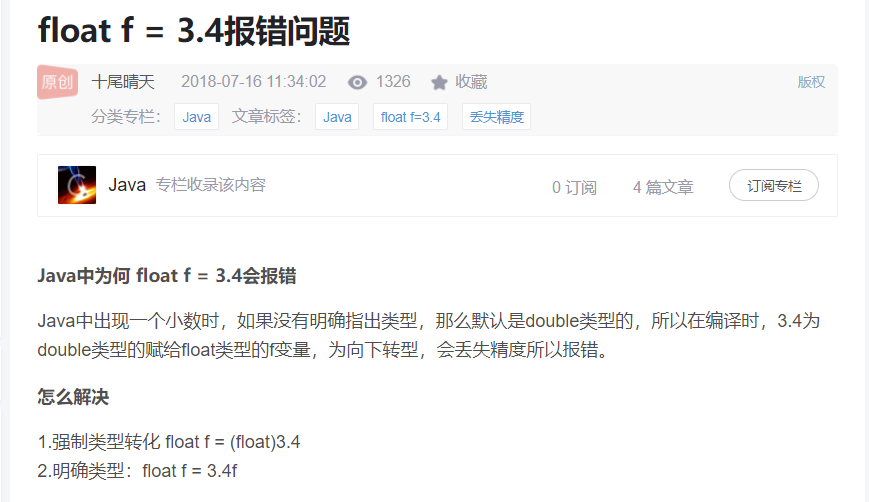 float f = 3.4报错问题
原创 十尾晴天 2018-07-16 11:34:02 1326 收藏 版权
分类专栏： Java 文章标签： Java float f=3.4 丢失精度
Java 专栏收录该内容 0 订阅 4 篇文章 订阅专栏
Java中为何 float f = 3.4会报错
Java中出现一个小数时，如果没有明确指出类型，那么默认是double类型的，所以在编译时，3.4为
double类型的赋给float类型的f变量，为向下转型，会丢失精度所以报错。
怎么解决
1.强制类型转化 float f = (float)3.4
2.明确类型：float f = 3.4f